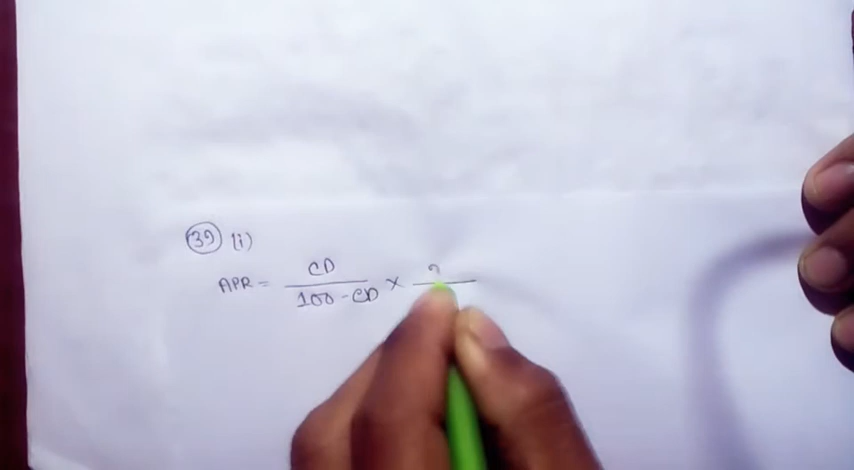 39 (i)
APR = CD / 100 - CD ×